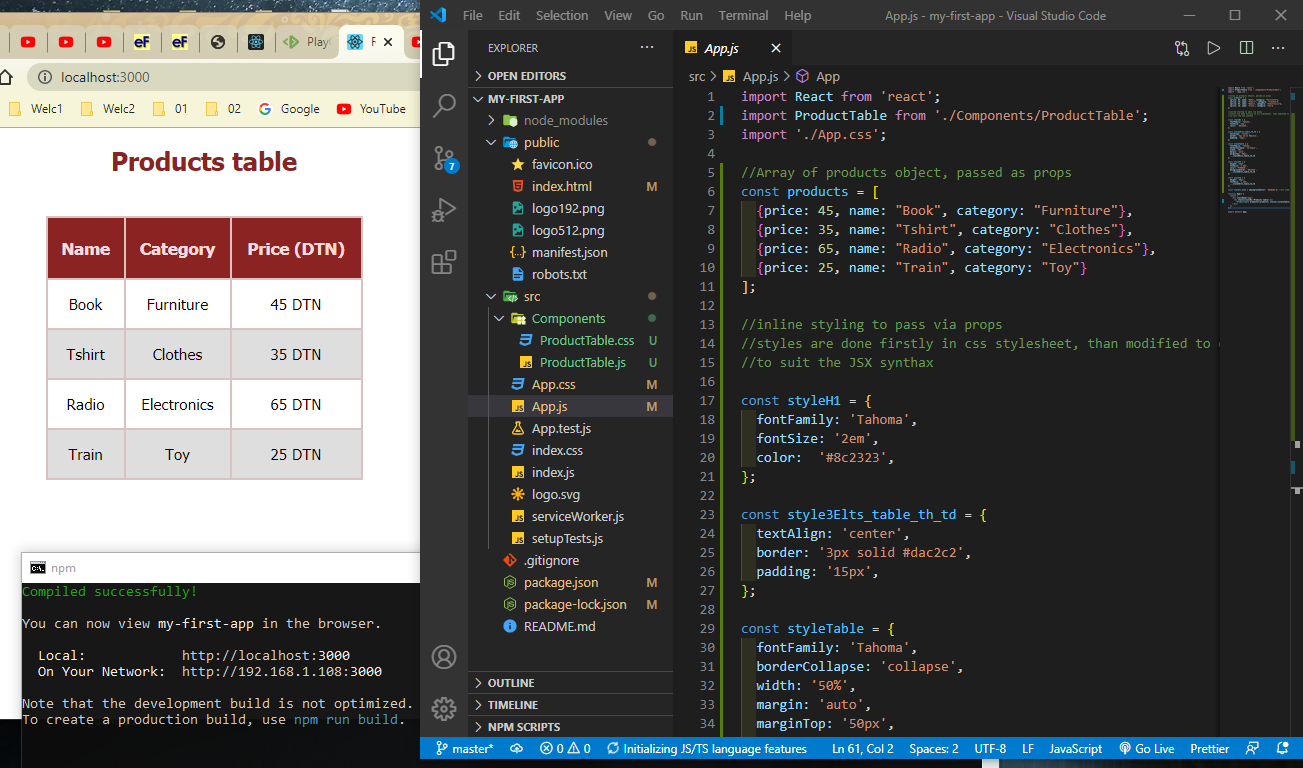 Play
F
localhost:3000
Welc1
Welc2
01
02
Google
YouTube
Products table
Name Category Price (DTN)
Book Furniture 45 DTN
Tshirt Clothes 35 DTN
Radio Electronics 65 DTN
Train Toy 25 DTN
npm
Compiled successfully!
You can now view my-first-app in the browser.
Local: http://localhost:3000
On Your Network: http://192.168.1.108:3000
Note that the development build is not optimized.
To create a production build, use npm run build.
File Edit Selection View Go Run Terminal Help
App.js - my-first-app - Visual Studio Code
7
EXPLORER
OPEN EDITORS
MY-FIRST-APP
node_modules
public
favicon.ico
index.html M
logo192.png
logo512.png
manifest.json
robots.txt
src
Components
ProductTable.css U
ProductTable.js U
App.css M
App.js M
App.test.js
index.css
index.js
logo.svg
serviceWorker.js
setupTests.js
.gitignore
package.json M
package-lock.json M
README.md
OUTLINE
TIMELINE
NPM SCRIPTS
JS App.js
src > JS App.js > App
1 import React from 'react';
2 import ProductTable from './Components/ProductTable';
3 import './App.css';
4
5 //Array of products object, passed as props
6 const products = [
7 {price: 45, name: "Book", category: "Furniture"},
8 {price: 35, name: "Tshirt", category: "Clothes"},
9 {price: 65, name: "Radio", category: "Electronics"},
10 {price: 25, name: "Train", category: "Toy"}
11 ];
12
13 //inline styling to pass via props
14 //styles are done firstly in css stylesheet, than modified to
15 //to suit the JSX synthax
16
17 const styleH1 = {
18 fontFamily: 'Tahoma',
19 fontSize: '2em',
20 color: '#8c2323',
21 };
22
23 const style3Elts_table_th_td = {
24 textAlign: 'center',
25 border: '3px solid #dac2c2',
26 padding: '15px',
27 };
28
29 const styleTable = {
30 fontFamily: 'Tahoma',
31 borderCollapse: 'collapse',
32 width: '50%',
33 margin: 'auto',
34 marginTop: '50px',
master* 0 0 Initializing JS/TS language features Ln 61, Col 2 Spaces: 2 UTF-8 LF JavaScript Go Live Prettier